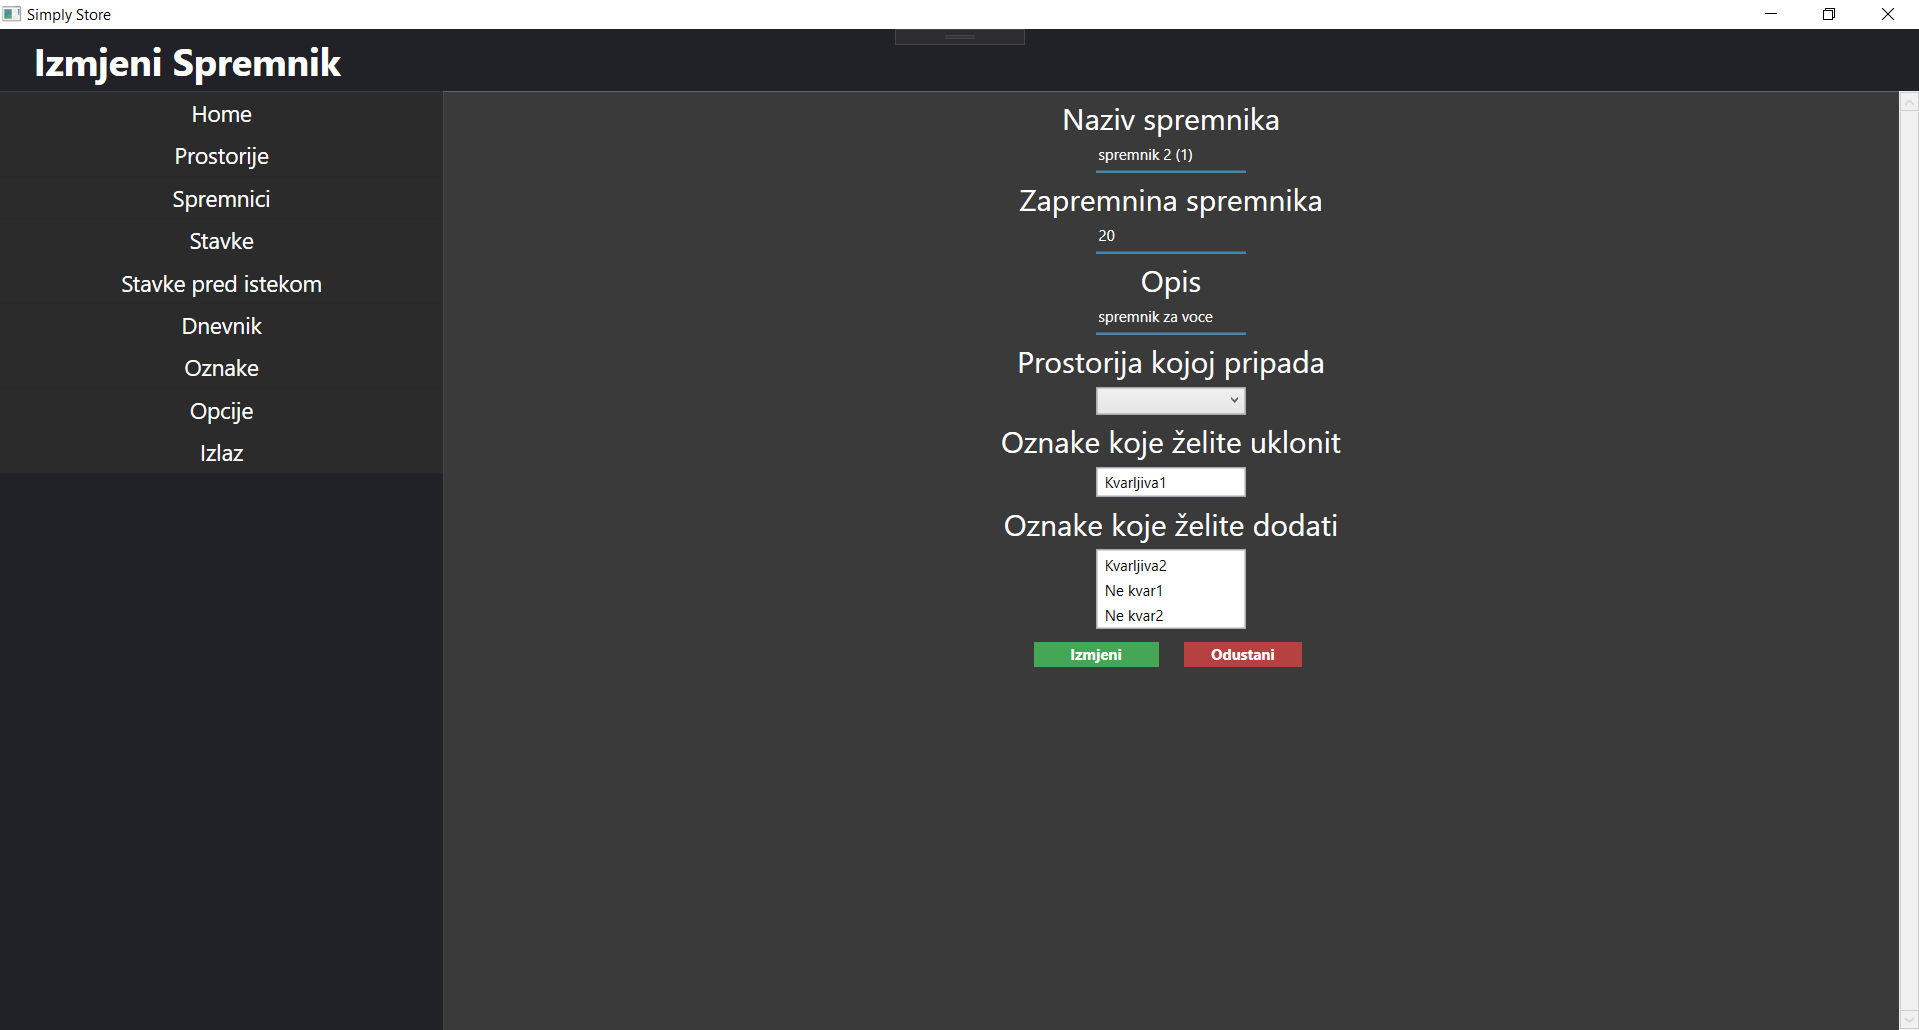 Simply Store
Izmjeni Spremnik
Home
Prostorije
Spremnici
Stavke
Stavke pred istekom
Dnevnik
Oznake
Opcije
Izlaz
Naziv spremnika
spremnik 2 (1)
Zapremnina spremnika
20
Opis
spremnik za voce
Prostorija kojoj pripada
Oznake koje želite uklonit
Kvarljiva1
Oznake koje želite dodati
Kvarljiva2
Ne kvar1
Ne kvar2
Izmjeni
Odustani